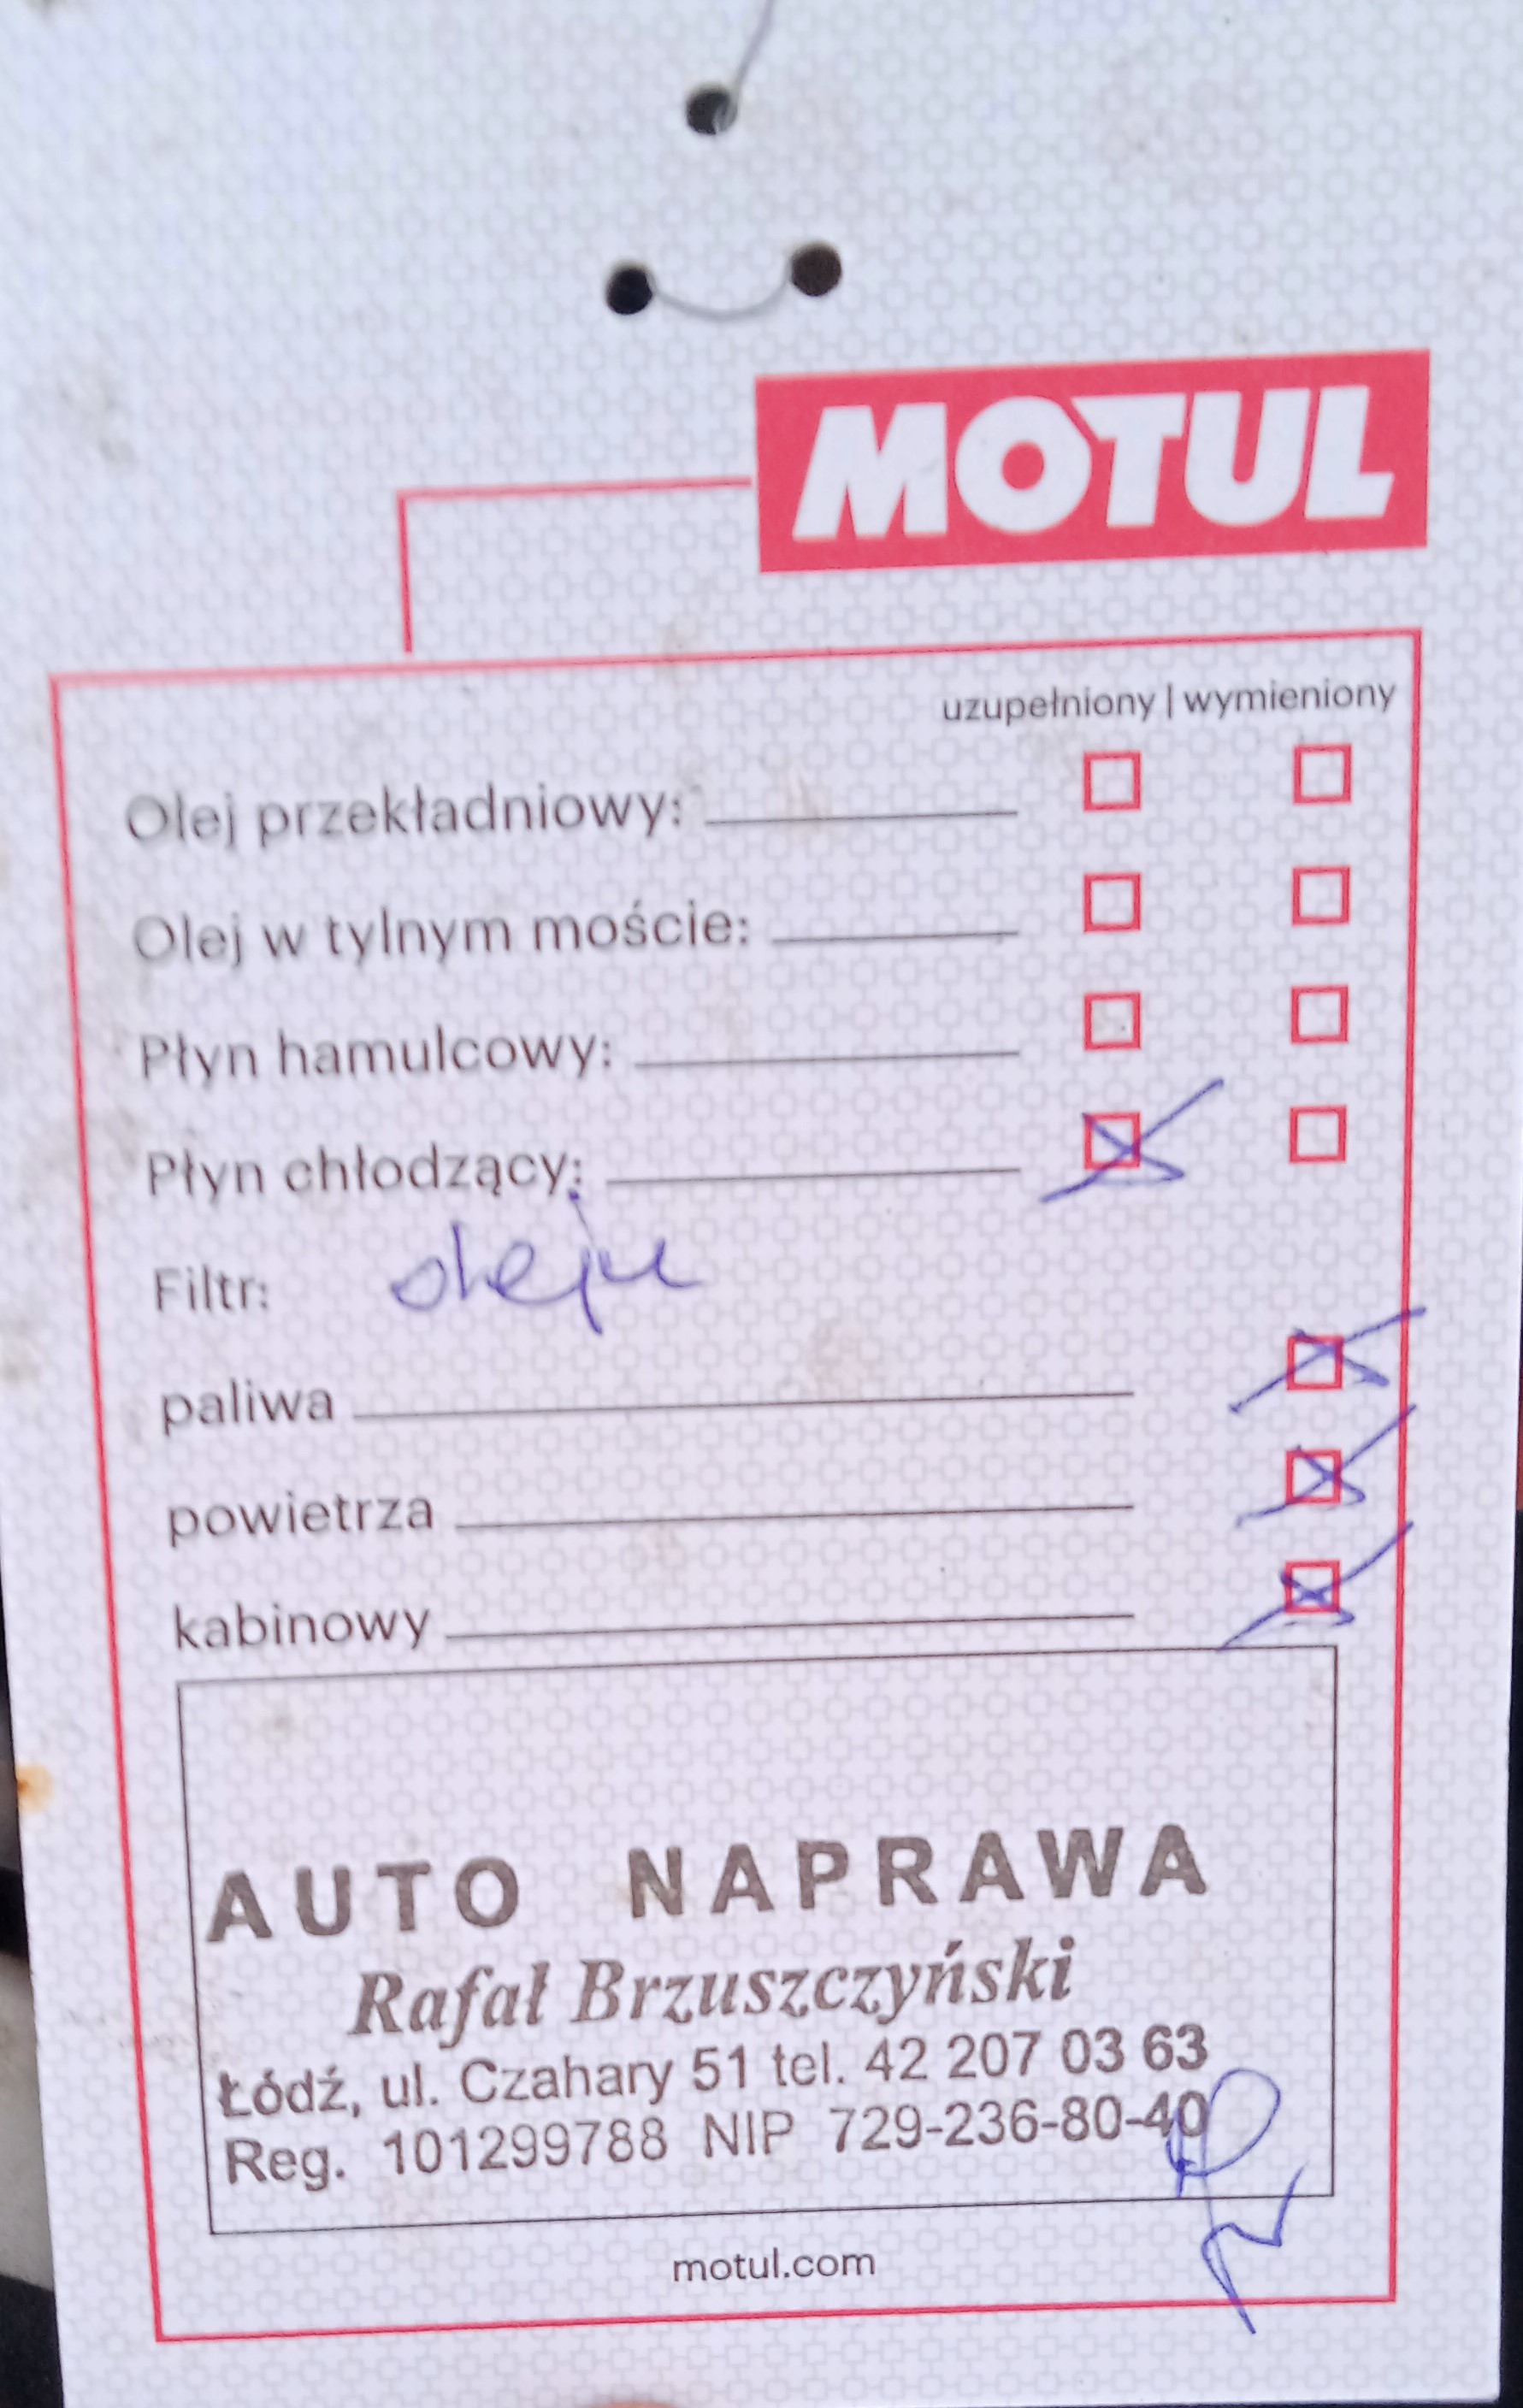 MOTUL
uzupełniony | wymieniony
Olej przekładniowy:
Olej w tylnym moście:
Płyn hamulcowy:
Płyn chłodzący:
Filtr: oleju
paliwa
powietrza
kabinowy
AUTO NAPRAWA
Rafał Brzuszczyński
Łódź, ul. Czahary 51 tel. 42 207 03 63
Reg. 101299788 NIP 729-236-80-40
motul.com